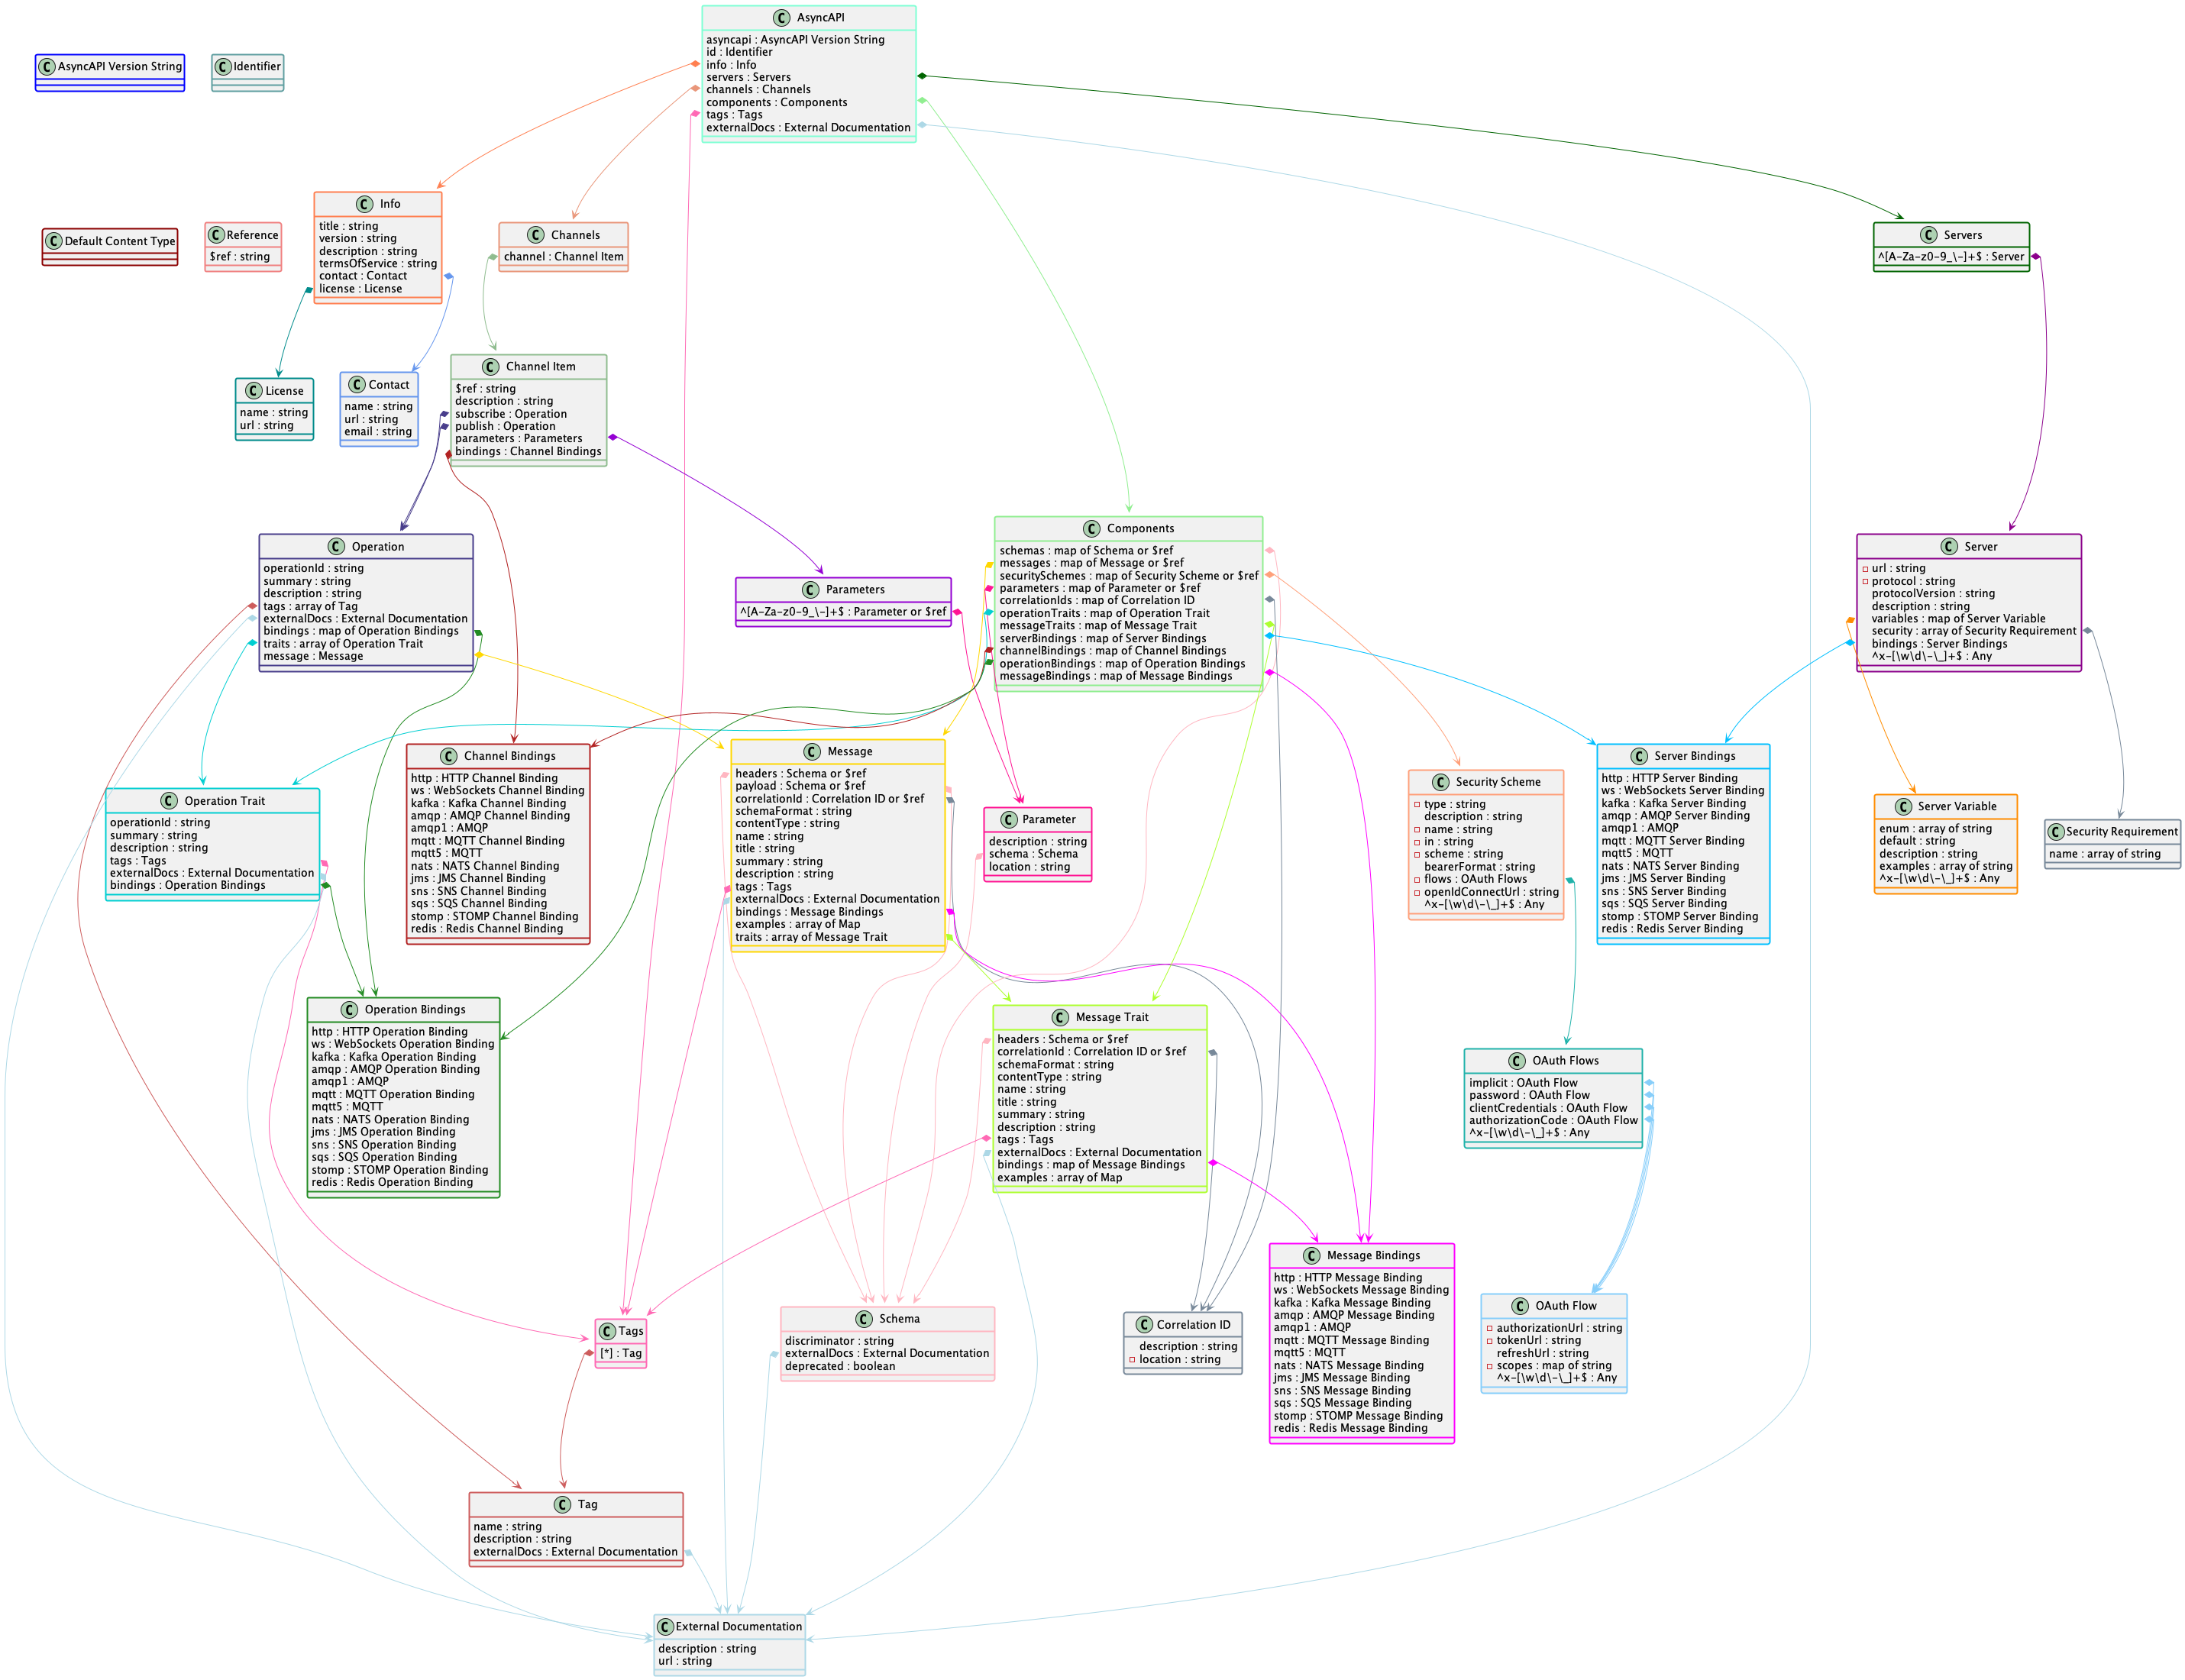 AsyncAPI
asyncapi : AsyncAPI Version String
id : Identifier
info : Info
servers : Servers
channels : Channels
components : Components
tags : Tags
externalDocs : External Documentation
C AsyncAPI Version String
C Identifier
C Info
title : string
version : string
description : string
termsOfService : string
contact : Contact
license : License
C Default Content Type
C Reference
$ref : string
C Channels
channel : Channel Item
C Servers
^[A-Za-z0-9_\-]+$ : Server
C License
name : string
url : string
C Contact
name : string
url : string
email : string
C Channel Item
$ref : string
description : string
subscribe : Operation
publish : Operation
parameters : Parameters
bindings : Channel Bindings
C Operation
operationId : string
summary : string
description : string
tags : array of Tag
externalDocs : External Documentation
bindings : map of Operation Bindings
traits : array of Operation Trait
message : Message
C Parameters
^[A-Za-z0-9_\-]+$ : Parameter or $ref
C Components
schemas : map of Schema or $ref
messages : map of Message or $ref
securitySchemes : map of Security Scheme or $ref
parameters : map of Parameter or $ref
correlationIds : map of Correlation ID
operationTraits : map of Operation Trait
messageTraits : map of Message Trait
serverBindings : map of Server Bindings
channelBindings : map of Channel Bindings
operationBindings : map of Operation Bindings
messageBindings : map of Message Bindings
C Server
url : string
protocol : string
protocolVersion : string
description : string
variables : map of Server Variable
security : array of Security Requirement
bindings : Server Bindings
^x-[\w\d\-\_]+$ : Any
C Operation Trait
operationId : string
summary : string
description : string
tags : Tags
externalDocs : External Documentation
bindings : Operation Bindings
C Channel Bindings
http : HTTP Channel Binding
ws : WebSockets Channel Binding
kafka : Kafka Channel Binding
amqp : AMQP Channel Binding
amqp1 : AMQP
mqtt : MQTT Channel Binding
mqtt5 : MQTT
nats : NATS Channel Binding
jms : JMS Channel Binding
sns : SNS Channel Binding
sqs : SQS Channel Binding
stomp : STOMP Channel Binding
redis : Redis Channel Binding
C Message
headers : Schema or $ref
payload : Schema or $ref
correlationId : Correlation ID or $ref
schemaFormat : string
contentType : string
name : string
title : string
summary : string
description : string
tags : Tags
externalDocs : External Documentation
bindings : Message Bindings
examples : array of Map
traits : array of Message Trait
C Parameter
description : string
schema : Schema
location : string
C Security Scheme
type : string
description : string
name : string
in : string
scheme : string
bearerFormat : string
flows : OAuth Flows
openIdConnectUrl : string
^x-[\w\d\-\_]+$ : Any
C Server Bindings
http : HTTP Server Binding
ws : WebSockets Server Binding
kafka : Kafka Server Binding
amqp : AMQP Server Binding
amqp1 : AMQP
mqtt : MQTT Server Binding
mqtt5 : MQTT
nats : NATS Server Binding
jms : JMS Server Binding
sns : SNS Server Binding
sqs : SQS Server Binding
stomp : STOMP Server Binding
redis : Redis Server Binding
C Server Variable
enum : array of string
default : string
description : string
examples : array of string
^x-[\w\d\-\_]+$ : Any
C Security Requirement
name : array of string
C Operation Bindings
http : HTTP Operation Binding
ws : WebSockets Operation Binding
kafka : Kafka Operation Binding
amqp : AMQP Operation Binding
amqp1 : AMQP
mqtt : MQTT Operation Binding
mqtt5 : MQTT
nats : NATS Operation Binding
jms : JMS Operation Binding
sns : SNS Operation Binding
sqs : SQS Operation Binding
stomp : STOMP Operation Binding
redis : Redis Operation Binding
C Message Trait
headers : Schema or $ref
correlationId : Correlation ID or $ref
schemaFormat : string
contentType : string
name : string
title : string
summary : string
description : string
tags : Tags
externalDocs : External Documentation
bindings : map of Message Bindings
examples : array of Map
C OAuth Flows
implicit : OAuth Flow
password : OAuth Flow
clientCredentials : OAuth Flow
authorizationCode : OAuth Flow
^x-[\w\d\-\_]+$ : Any
C Tags
[*] : Tag
C Schema
discriminator : string
externalDocs : External Documentation
deprecated : boolean
C Correlation ID
description : string
location : string
C Message Bindings
http : HTTP Message Binding
ws : WebSockets Message Binding
kafka : Kafka Message Binding
amqp : AMQP Message Binding
amqp1 : AMQP
mqtt : MQTT Message Binding
mqtt5 : MQTT
nats : NATS Message Binding
jms : JMS Message Binding
sns : SNS Message Binding
sqs : SQS Message Binding
stomp : STOMP Message Binding
redis : Redis Message Binding
C OAuth Flow
authorizationUrl : string
tokenUrl : string
refreshUrl : string
scopes : map of string
^x-[\w\d\-\_]+$ : Any
C Tag
name : string
description : string
externalDocs : External Documentation
C External Documentation
description : string
url : string